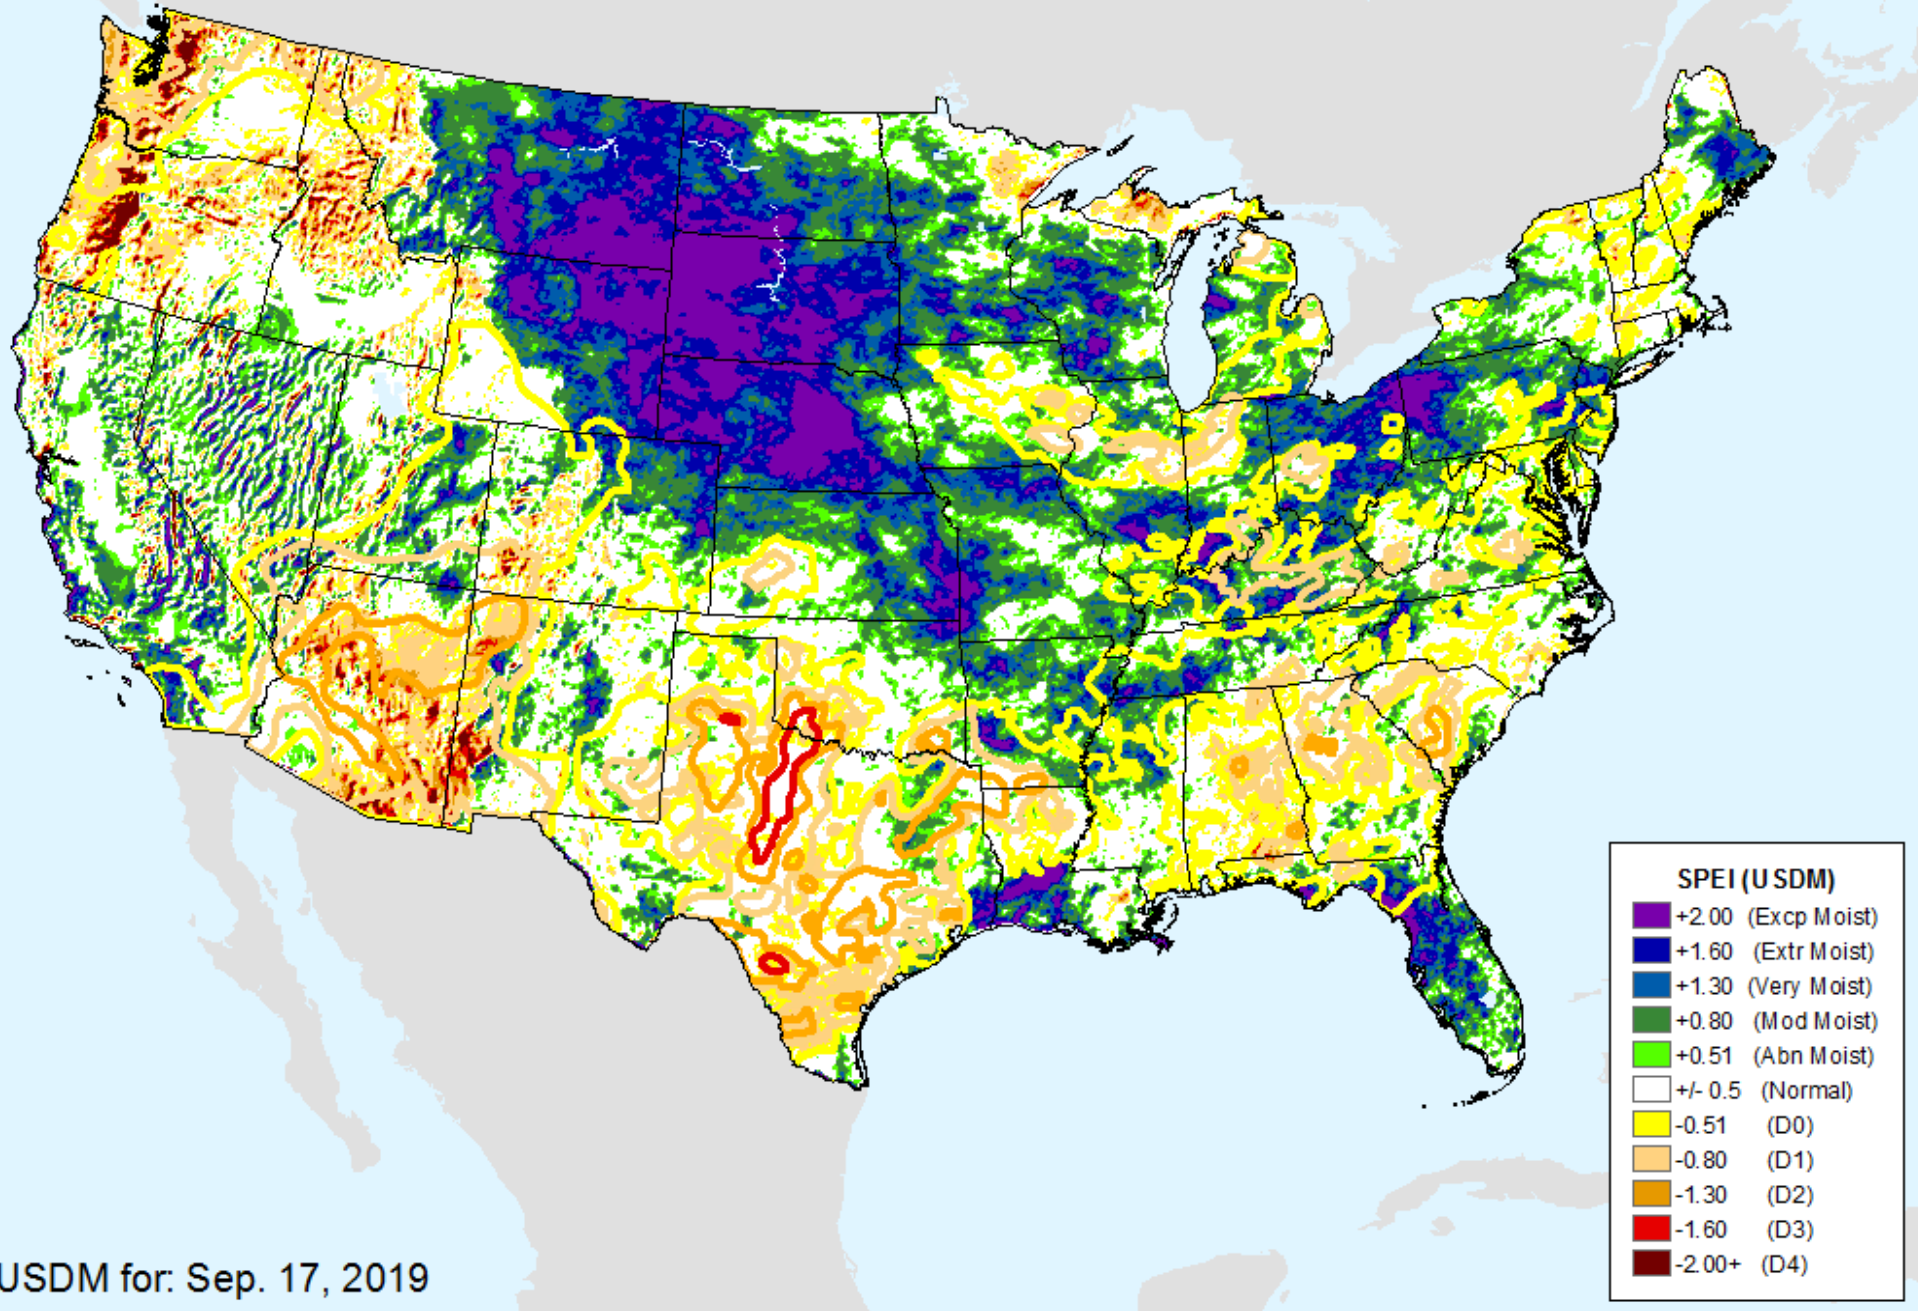 SPEI (USDM)
+2.00 (Excp Moist)
+1.60 (Extr Moist)
+1.30 (Very Moist)
+0.80 (Mod Moist)
+0.51 (Abn Moist)
+/- 0.5 (Normal)
-0.51 (D0)
-0.80 (D1)
-1.30 (D2)
-1.60 (D3)
-2.00+ (D4)
USDM for: Sep. 17, 2019